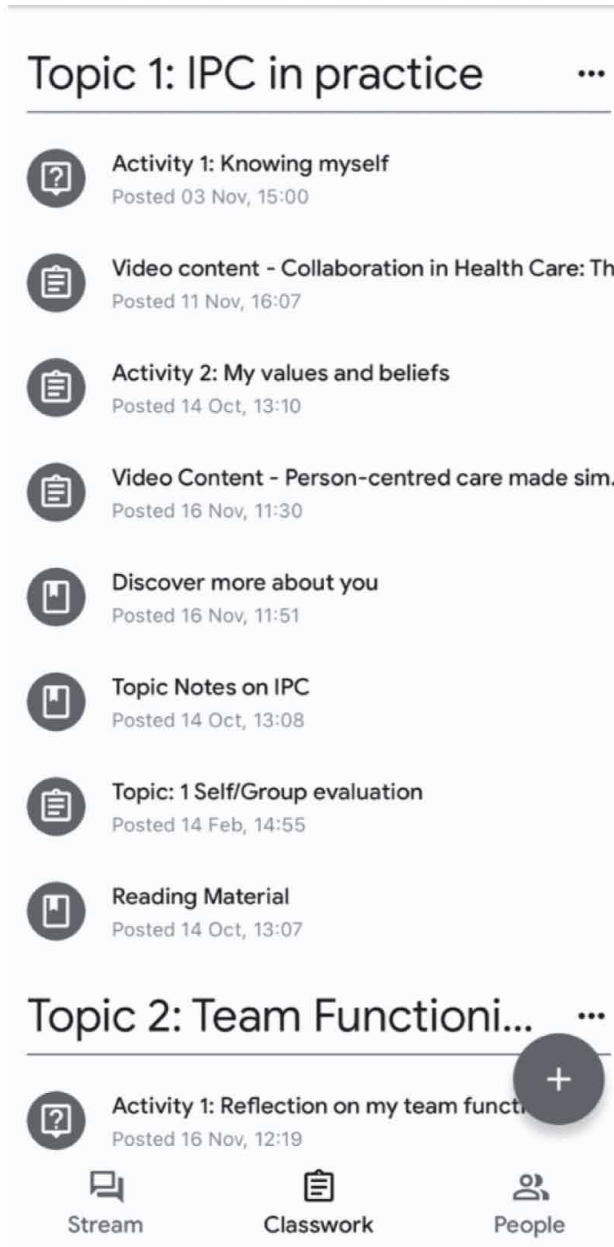 Topic 1: IPC in practice
Activity 1: Knowing myself
Posted 03 Nov, 15:00
Video content - Collaboration in Health Care: Th
Posted 11 Nov, 16:07
Activity 2: My values and beliefs
Posted 14 Oct, 13:10
Video Content - Person-centred care made sim.
Posted 16 Nov, 11:30
Discover more about you
Posted 16 Nov, 11:51
Topic Notes on IPC
Posted 14 Oct, 13:08
Topic: 1 Self/Group evaluation
Posted 14 Feb, 14:55
Reading Material
Posted 14 Oct, 13:07
Topic 2: Team Functioni...
Activity 1: Reflection on my team functi
Posted 16 Nov, 12:19
Stream Classwork People